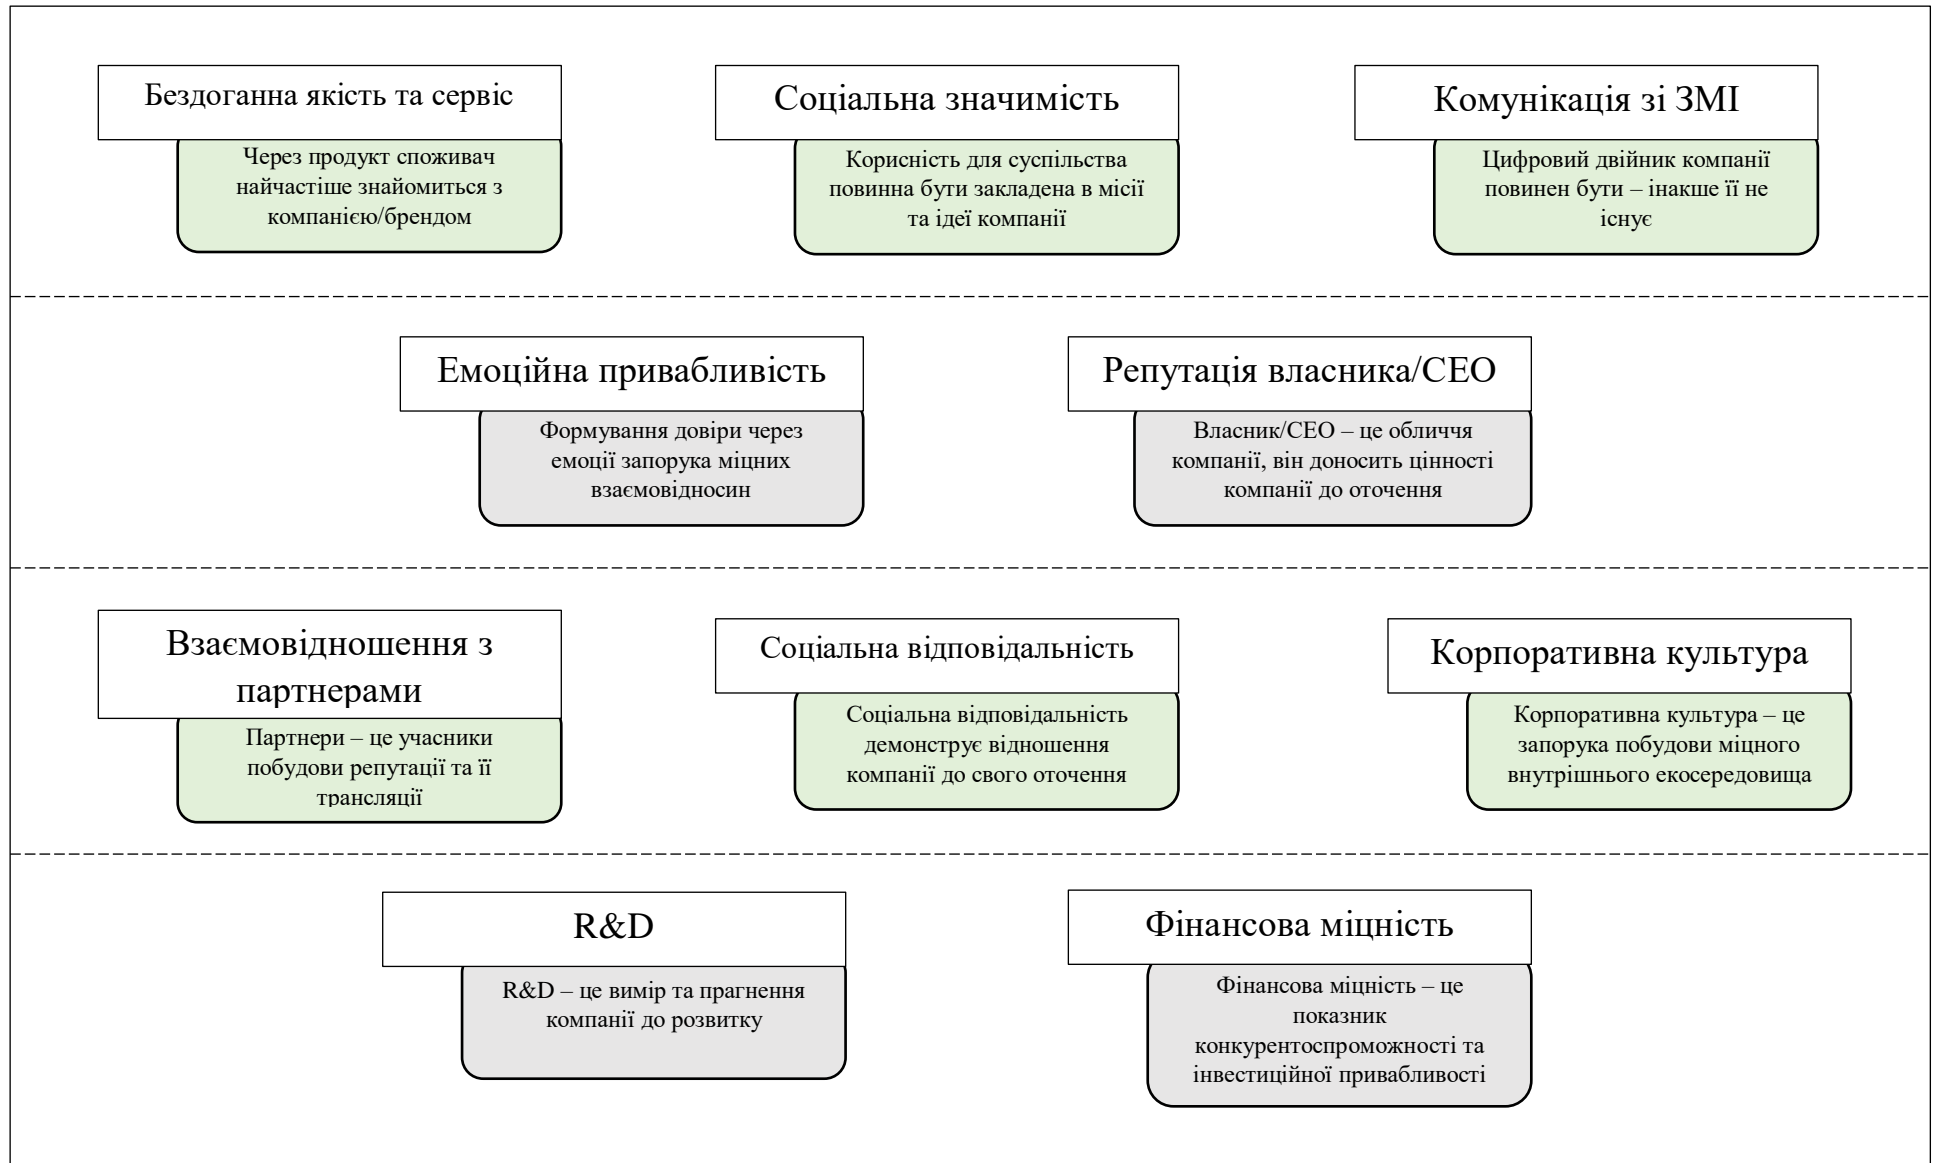 Бездоганна якість та сервіс
Через продукт споживач
найчастіше знайомиться з
компанією/брендом
Соціальна значимість
Корисність для суспільства
повинна бути закладена в місії
та ідеї компанії
Комунікація зі ЗМІ
Цифровий двійник компанії
повинен бути – інакше її не
існує
Емоційна привабливість
Формування довіри через
емоції запорука міцних
взаємовідносин
Репутація власника/СЕО
Власник/СЕО – це обличчя
компанії, він доносить цінності
компанії до оточення
Взаємовідношення з
партнерами
Партнери – це учасники
побудови репутації та її
трансляції
Соціальна відповідальність
Соціальна відповідальність
демонструє відношення
компанії до свого оточення
Корпоративна культура
Корпоративна культура – це
запорука побудови міцного
внутрішнього екосередовища
R&D
R&D – це вимір та прагнення
компанії до розвитку
Фінансова міцність
Фінансова міцність – це
показник
конкурентоспроможності та
інвестиційної привабливості